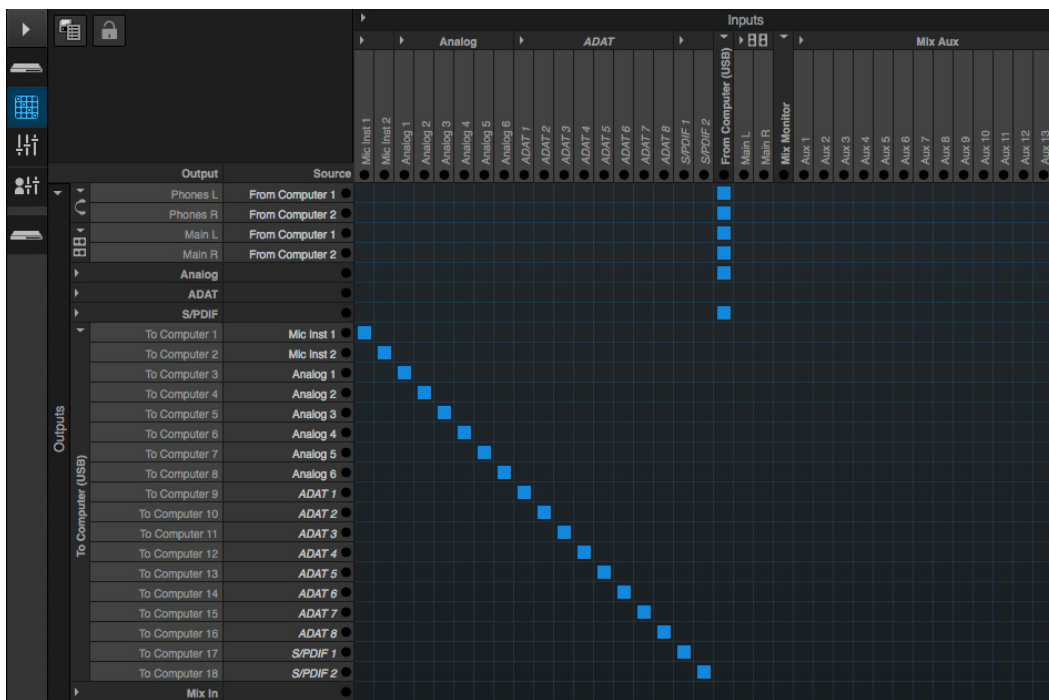 Inputs
Analog
ADAT
Mix Aux
Mic Inst 1
Mic Inst 2
Analog 1
Analog 2
Analog 3
Analog 4
Analog 5
Analog 6
ADAT 1
ADAT 2
ADAT 3
ADAT 4
ADAT 5
ADAT 6
ADAT 7
ADAT 8
S/PDIF 1
S/PDIF 2
From Computer (USB)
Main L
Main R
Mix Monitor
Aux 1
Aux 2
Aux 3
Aux 4
Aux 5
Aux 6
Aux 7
Aux 8
Aux 9
Aux 10
Aux 11
Aux 12
Aux 13
Output Source
Outputs
Phones L From Computer 1
Phones R From Computer 2
Main L From Computer 1
Main R From Computer 2
Analog
ADAT
S/PDIF
To Computer (USB)
To Computer 1 Mic Inst 1
To Computer 2 Mic Inst 2
To Computer 3 Analog 1
To Computer 4 Analog 2
To Computer 5 Analog 3
To Computer 6 Analog 4
To Computer 7 Analog 5
To Computer 8 Analog 6
To Computer 9 ADAT 1
To Computer 10 ADAT 2
To Computer 11 ADAT 3
To Computer 12 ADAT 4
To Computer 13 ADAT 5
To Computer 14 ADAT 6
To Computer 15 ADAT 7
To Computer 16 ADAT 8
To Computer 17 S/PDIF 1
To Computer 18 S/PDIF 2
Mix In